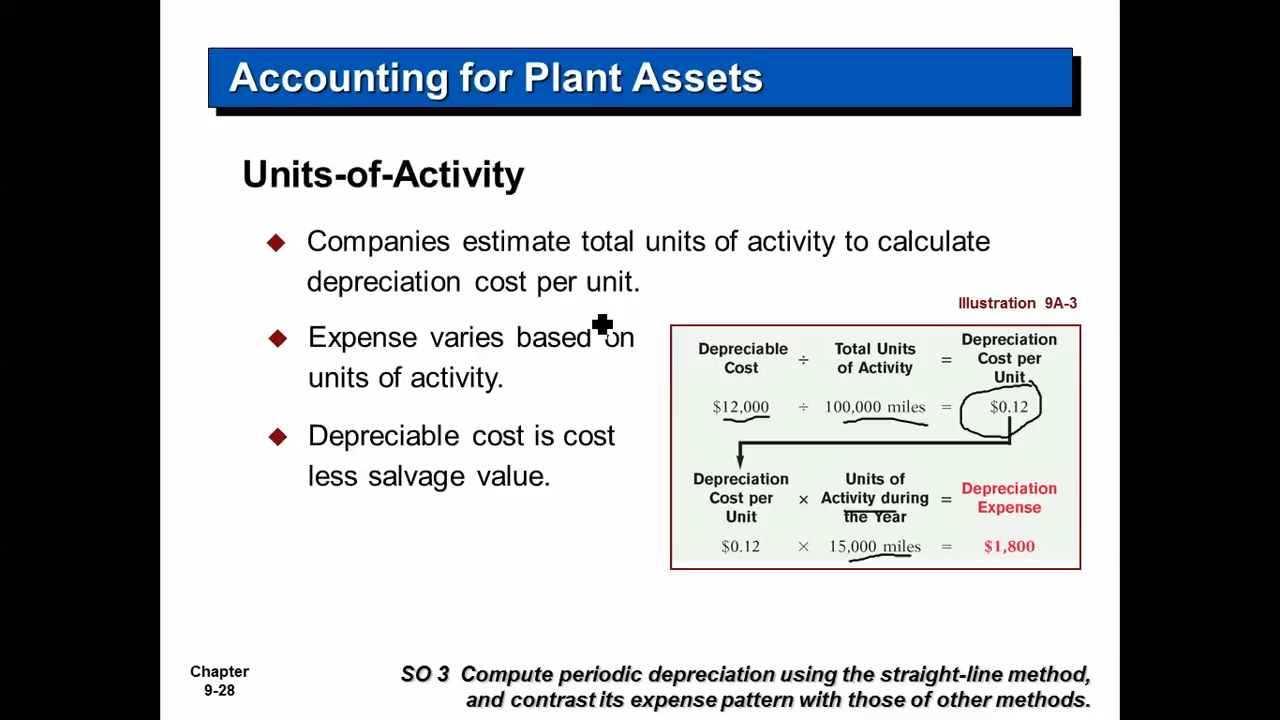 Accounting for Plant Assets
Units-of-Activity
Companies estimate total units of activity to calculate
depreciation cost per unit.
Expense varies based on
units of activity.
Depreciable cost is cost
less salvage value.
Illustration 9A-3
Depreciable Cost ÷ Total Units of Activity = Depreciation Cost per Unit
$12,000 ÷ 100,000 miles = $0.12
Depreciation Cost per Unit × Units of Activity during the Year = Depreciation Expense
$0.12 × 15,000 miles = $1,800
Chapter
9-28
SO 3 Compute periodic depreciation using the straight-line method,
and contrast its expense pattern with those of other methods.